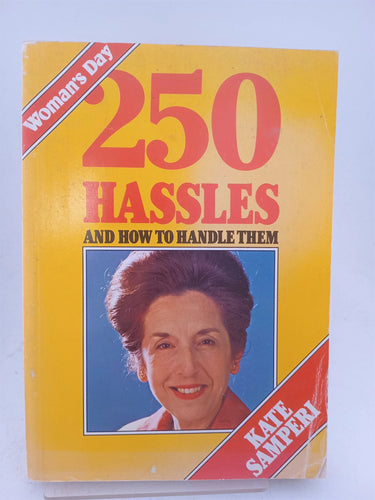 Woman's Day
250
HASSLES
AND HOW TO HANDLE THEM
KATE
SAMPERI